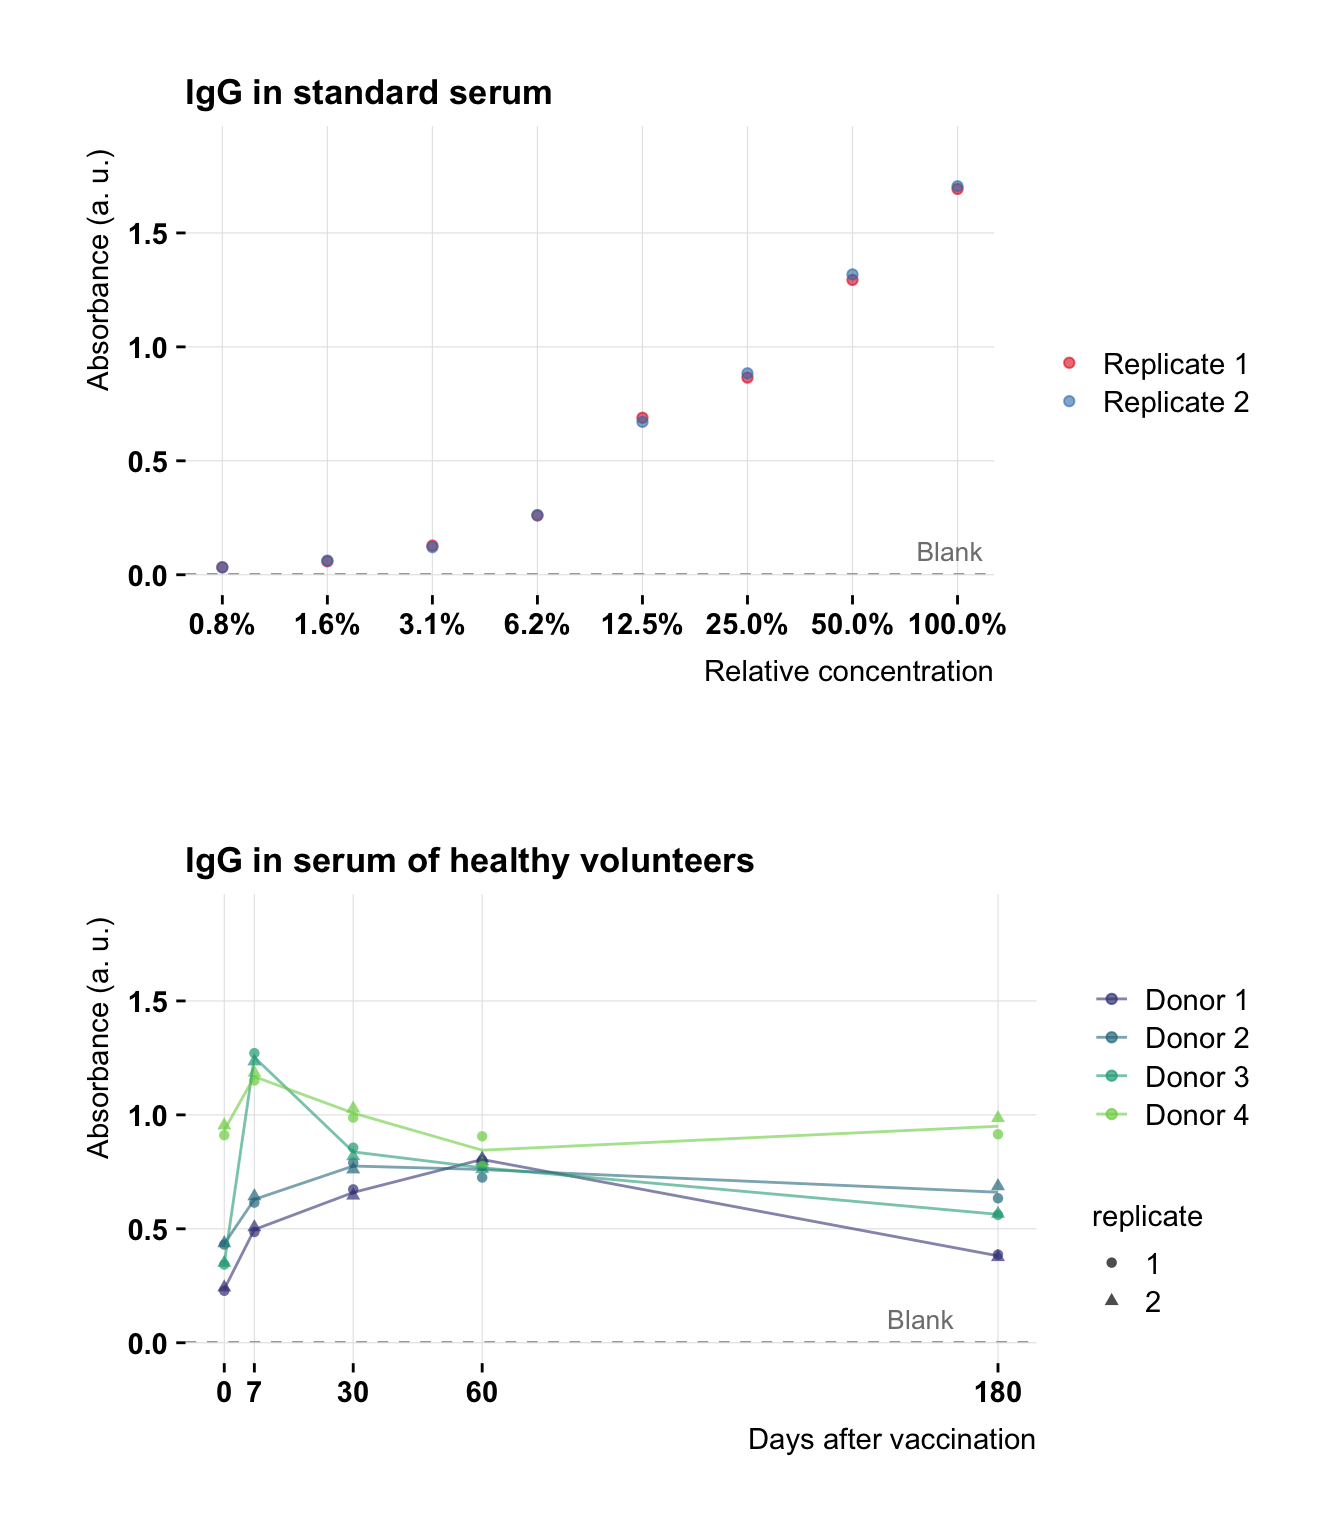 IgG in standard serum
Absorbance (a. u.)
1.5
1.0
0.5
0.0
Blank
0.8% 1.6% 3.1% 6.2% 12.5% 25.0% 50.0% 100.0%
Relative concentration
Replicate 1
Replicate 2
IgG in serum of healthy volunteers
Absorbance (a. u.)
1.5
1.0
0.5
0.0
Blank
0 7 30 60 180
Days after vaccination
Donor 1
Donor 2
Donor 3
Donor 4
replicate
1
2